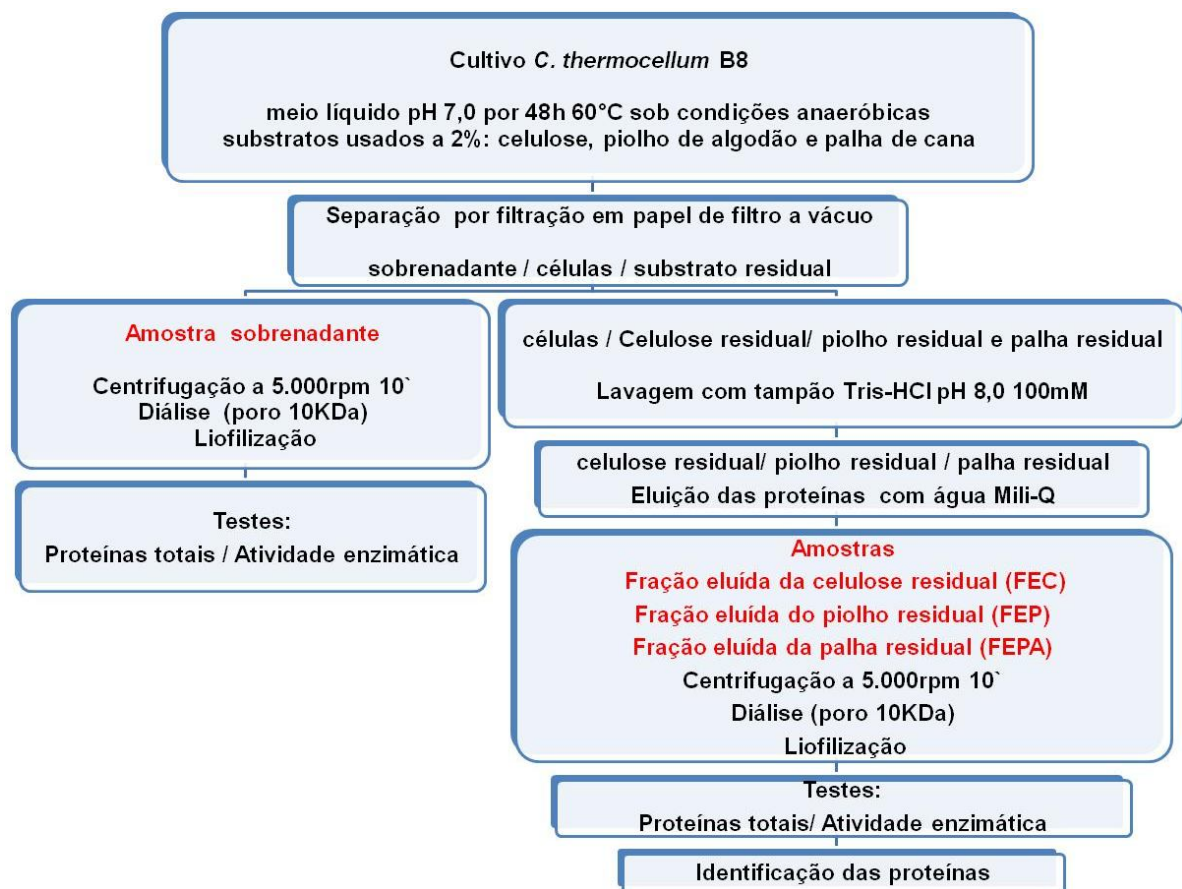 Cultivo C. thermocellum B8
meio líquido pH 7,0 por 48h 60°C sob condições anaeróbicas
substratos usados a 2%: celulose, piolho de algodão e palha de cana
Separação por filtração em papel de filtro a vácuo
sobrenadante / células / substrato residual
Amostra sobrenadante
Centrifugação a 5.000rpm 10`
Diálise (poro 10KDa)
Liofilização
Testes:
Proteínas totais / Atividade enzimática
células / Celulose residual/ piolho residual e palha residual
Lavagem com tampão Tris-HCl pH 8,0 100mM
celulose residual/ piolho residual / palha residual
Eluição das proteínas com água Mili-Q
Amostras
Fração eluída da celulose residual (FEC)
Fração eluída do piolho residual (FEP)
Fração eluída da palha residual (FEPA)
Centrifugação a 5.000rpm 10`
Diálise (poro 10KDa)
Liofilização
Testes:
Proteínas totais/ Atividade enzimática
Identificação das proteínas